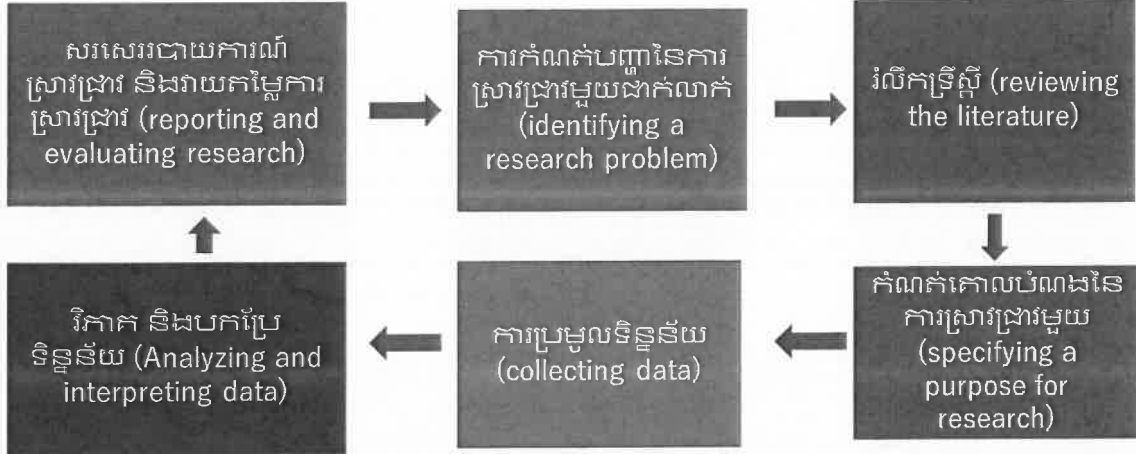 សរសេររបាយការណ៍
ស្រាវជ្រាវ និងវាយតម្លៃការ
ស្រាវជ្រាវ (reporting and
evaluating research)
ការកំណត់បញ្ហានៃការ
ស្រាវជ្រាវមួយជាក់លាក់
(identifying a
research problem)
រំលឹកទ្រឹស្តី (reviewing
the literature)
វិភាគ និងបកប្រែ
ទិន្នន័យ (Analyzing and
interpreting data)
ការប្រមូលទិន្នន័យ
(collecting data)
កំណត់គោលបំណងនៃ
ការស្រាវជ្រាវមួយ
(specifying a
purpose for
research)